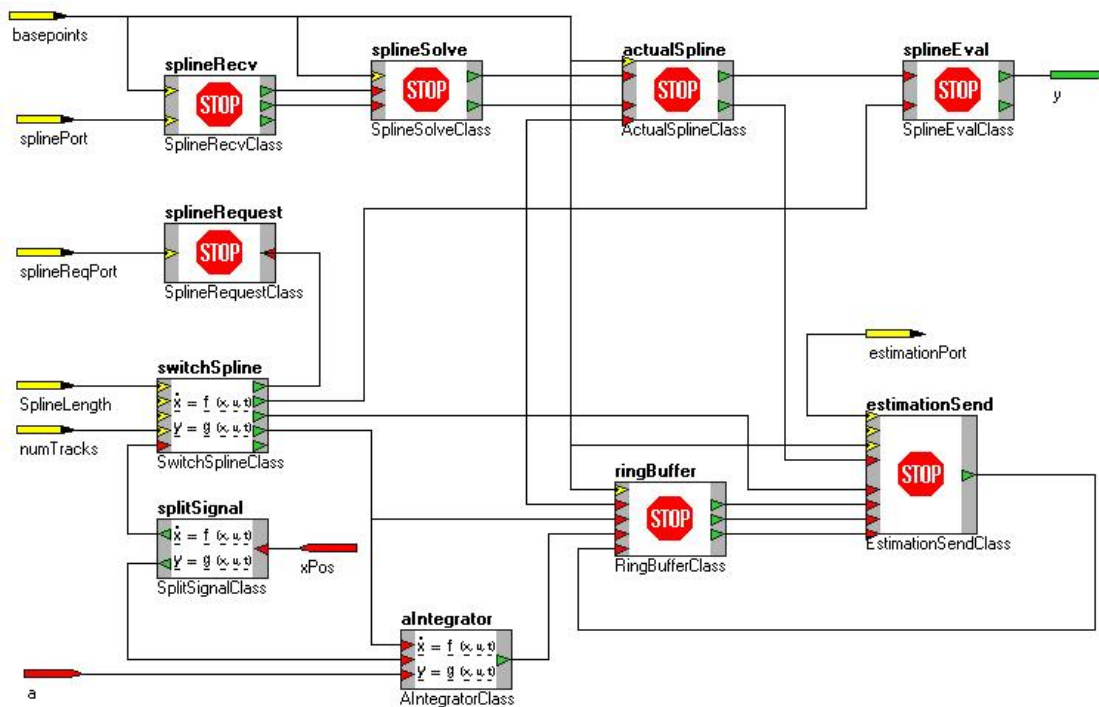 basepoints
splineRecv
STOP
SplineRecvClass
splinePort
splineSolve
STOP
SplineSolveClass
actualSpline
STOP
ActualSplineClass
splineEval
STOP
SplineEvalClass
y
splineRequest
STOP
SplineRequestClass
splineReqPort
switchSpline
ẋ = f (x, u, t)
y = g (x, u, t)
SwitchSplineClass
SplineLength
numTracks
estimationPort
estimationSend
STOP
EstimationSendClass
ringBuffer
STOP
RingBufferClass
splitSignal
ẋ = f (x, u, t)
y = g (x, u, t)
SplitSignalClass
xPos
aIntegrator
ẋ = f (x, u, t)
y = g (x, u, t)
AIntegratorClass
a